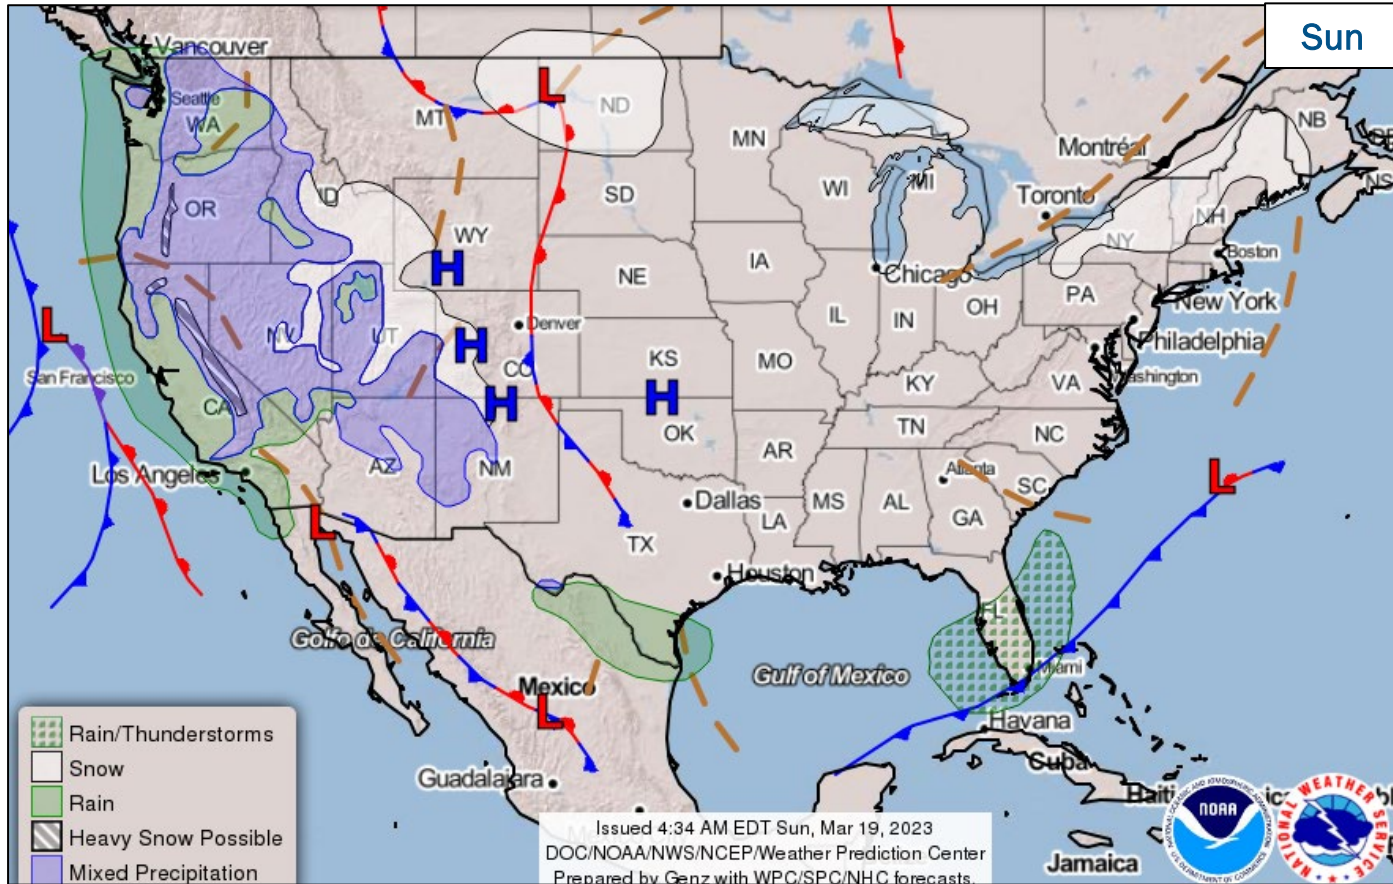 Sun
Vancouver
Seattle
WA
MT
ND
MN
Montréal
NB
OR
ID
WY
SD
WI
MI
Toronto
NH
NY
Boston
L
H
NE
IA
Chicago
PA
New York
OH
IL
IN
L
NV
UT
Denver
Philadelphia
San Francisco
CO
KS
MO
KY
VA
Washington
H
CA
H
H
OK
TN
NC
AR
Los Angeles
AZ
NM
Atlanta
SC
L
Dallas
LA
MS
AL
GA
L
TX
Houston
FL
Golfo de California
Gulf of Mexico
Miami
Mexico
L
Havana
Cuba
Guadalajara
Jamaica
Rain/Thunderstorms
Snow
Rain
Heavy Snow Possible
Mixed Precipitation
Issued 4:34 AM EDT Sun, Mar 19, 2023
DOC/NOAA/NWS/NCEP/Weather Prediction Center
Prepared by Genz with WPC/SPC/NHC forecasts.
NOAA
NATIONAL WEATHER SERVICE